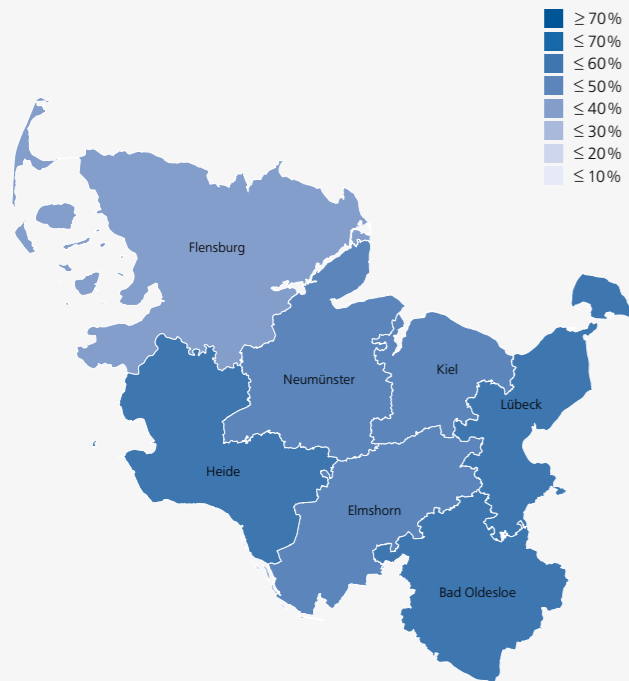 ≥ 70 %
≤ 70 %
≤ 60 %
≤ 50 %
≤ 40 %
≤ 30 %
≤ 20 %
≤ 10 %
Flensburg
Neumünster
Kiel
Lübeck
Heide
Elmshorn
Bad Oldesloe